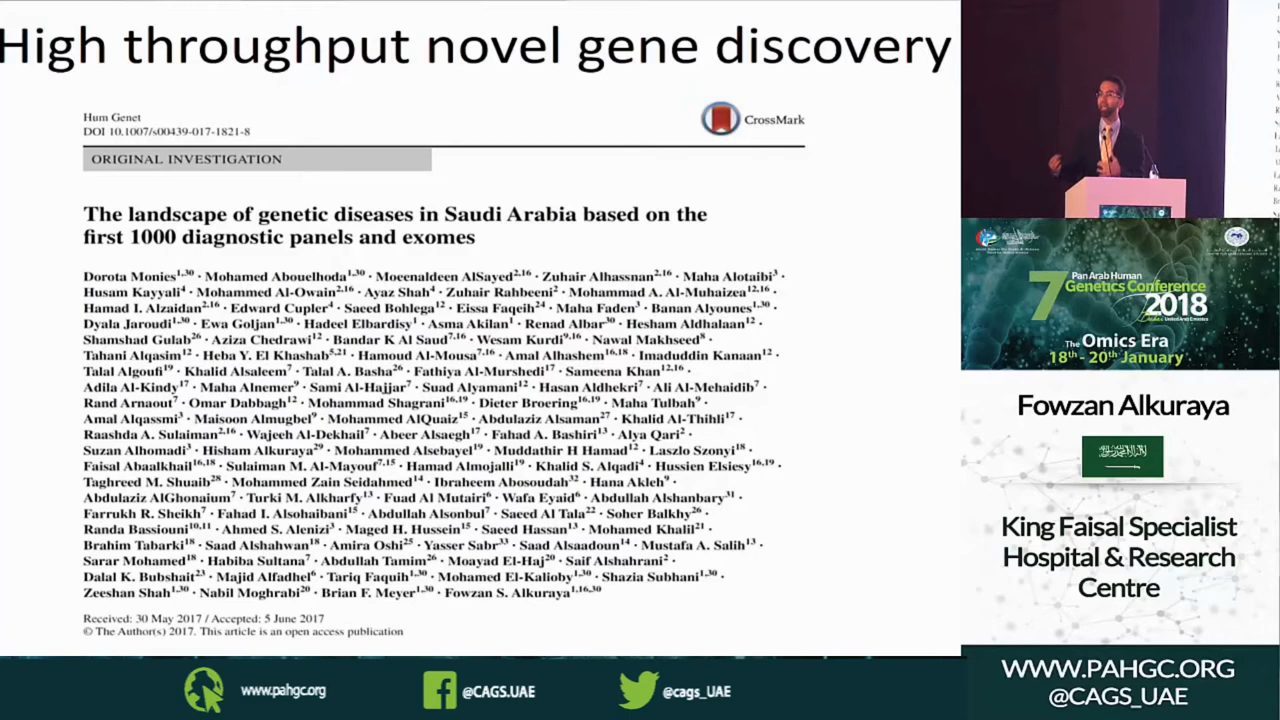 High throughput novel gene discovery
Hum Genet
DOI 10.1007/s00439-017-1821-8
CrossMark
ORIGINAL INVESTIGATION
The landscape of genetic diseases in Saudi Arabia based on the
first 1000 diagnostic panels and exomes
Dorota Monies1,30 · Mohamed Abouelhoda1,30 · Moeenaldeen AlSayed2,16 · Zuhair Alhassnan2,16 · Maha Alotaibi3 ·
Husam Kayyali4 · Mohammed Al-Owain2,16 · Ayaz Shah4 · Zuhair Rahbeeni2 · Mohammad A. Al-Muhaizea12,16 ·
Hamad I. Alzaidan2,16 · Edward Cupler4 · Saeed Bohlega12 · Eissa Faqeih24 · Maha Faden3 · Banan Alyounes1,30 ·
Dyala Jaroudi1,30 · Ewa Goljan1,30 · Hadeel Elbardisy1 · Asma Akilan1 · Renad Albar30 · Hesham Aldhalaan12 ·
Shamshad Gulab26 · Aziza Chedrawi12 · Bandar K Al Saud7,16 · Wesam Kurdi9,16 · Nawal Makhseed8 ·
Tahani Alqasim12 · Heba Y. El Khashab5,21 · Hamoud Al-Mousa7,16 · Amal Alhashem16,18 · Imaduddin Kanaan12 ·
Talal Algoufi19 · Khalid Alsaleem7 · Talal A. Basha26 · Fathiya Al-Murshedi17 · Sameena Khan12,16 ·
Adila Al-Kindy17 · Maha Alnemer9 · Sami Al-Hajjar7 · Suad Alyamani12 · Hasan Aldhekri7 · Ali Al-Mehaidib7 ·
Rand Arnaout7 · Omar Dabbagh12 · Mohammad Shagrani16,19 · Dieter Broering16,19 · Maha Tulbah9 ·
Amal Alqassmi3 · Maisoon Almugbel9 · Mohammed AlQuaiz15 · Abdulaziz Alsaman27 · Khalid Al-Thihli17 ·
Raashda A. Sulaiman2,16 · Wajeeh Al-Dekhail7 · Abeer Alsaegh17 · Fahad A. Bashiri13 · Alya Qari2 ·
Suzan Alhomadi3 · Hisham Alkuraya29 · Mohammed Alsebayel19 · Muddathir H Hamad12 · Laszlo Szonyi18 ·
Faisal Abaalkhail16,18 · Sulaiman M. Al-Mayouf7,15 · Hamad Almojalli19 · Khalid S. Alqadi4 · Hussien Elsiesy16,19 ·
Taghreed M. Shuaib28 · Mohammed Zain Seidahmed14 · Ibraheem Abosoudah32 · Hana Akleh9 ·
Abdulaziz AlGhonaium7 · Turki M. Alkharfy13 · Fuad Al Mutairi6 · Wafa Eyaid6 · Abdullah Alshanbary31 ·
Farrukh R. Sheikh7 · Fahad I. Alsohaibani15 · Abdullah Alsonbul7 · Saeed Al Tala22 · Soher Balkhy26 ·
Randa Bassiouni10,11 · Ahmed S. Alenizi3 · Maged H. Hussein15 · Saeed Hassan13 · Mohamed Khalil21 ·
Brahim Tabarki18 · Saad Alshahwan18 · Amira Oshi25 · Yasser Sabr33 · Saad Alsaadoun14 · Mustafa A. Salih13 ·
Sarar Mohamed18 · Habiba Sultana7 · Abdullah Tamim26 · Moayad El-Haj20 · Saif Alshahrani2 ·
Dalal K. Bubshait23 · Majid Alfadhel6 · Tariq Faquih1,30 · Mohamed El-Kalioby1,30 · Shazia Subhani1,30 ·
Zeeshan Shah1,30 · Nabil Moghrabi20 · Brian F. Meyer1,30 · Fowzan S. Alkuraya1,16,30
Received: 30 May 2017 / Accepted: 5 June 2017
© The Author(s) 2017. This article is an open access publication
7
Pan Arab Human
Genetics Conference
2018
The Omics Era
18th - 20th January
Fowzan Alkuraya
King Faisal Specialist
Hospital & Research
Centre
www.pahgc.org
@CAGS.UAE
@cags_UAE
WWW.PAHGC.ORG
@CAGS_UAE